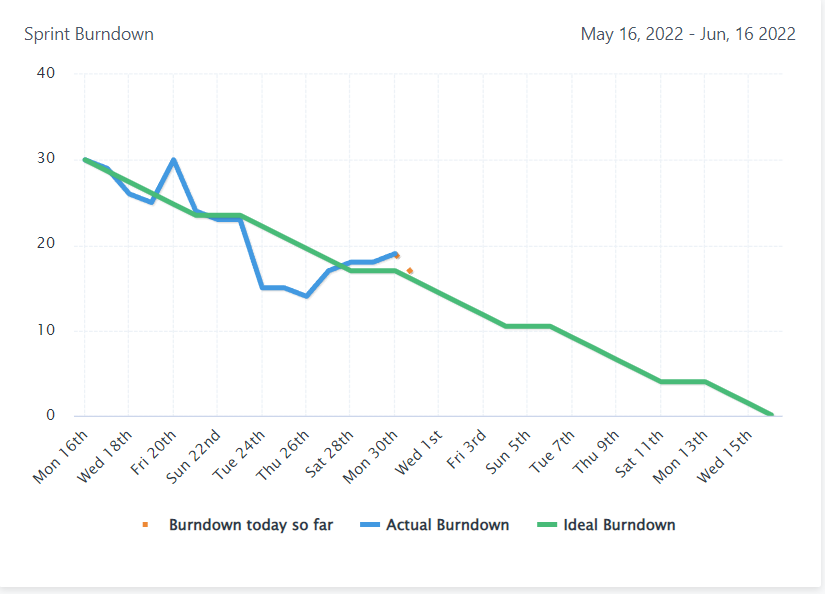 Sprint Burndown
May 16, 2022 - Jun, 16 2022
40
30
20
10
0
Mon 16th
Wed 18th
Fri 20th
Sun 22nd
Tue 24th
Thu 26th
Sat 28th
Mon 30th
Wed 1st
Fri 3rd
Sun 5th
Tue 7th
Thu 9th
Sat 11th
Mon 13th
Wed 15th
Burndown today so far
Actual Burndown
Ideal Burndown